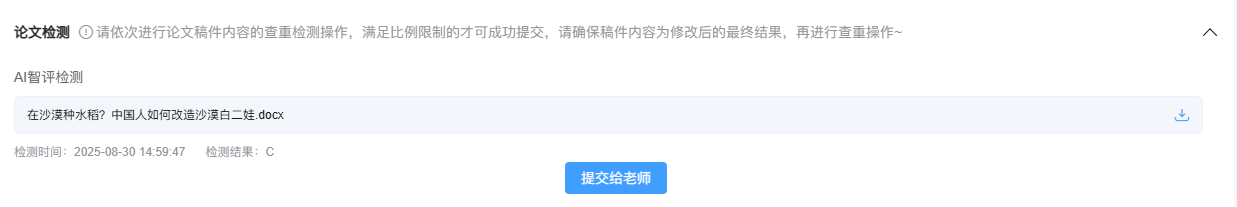 论文检测 ! 请依次进行论文稿件内容的查重检测操作，满足比例限制的才可成功提交，请确保稿件内容为修改后的最终结果，再进行查重操作~
AI智评检测
在沙漠种水稻？中国人如何改造沙漠白二娃.docx
检测时间：2025-08-30 14:59:47 检测结果：C
提交给老师